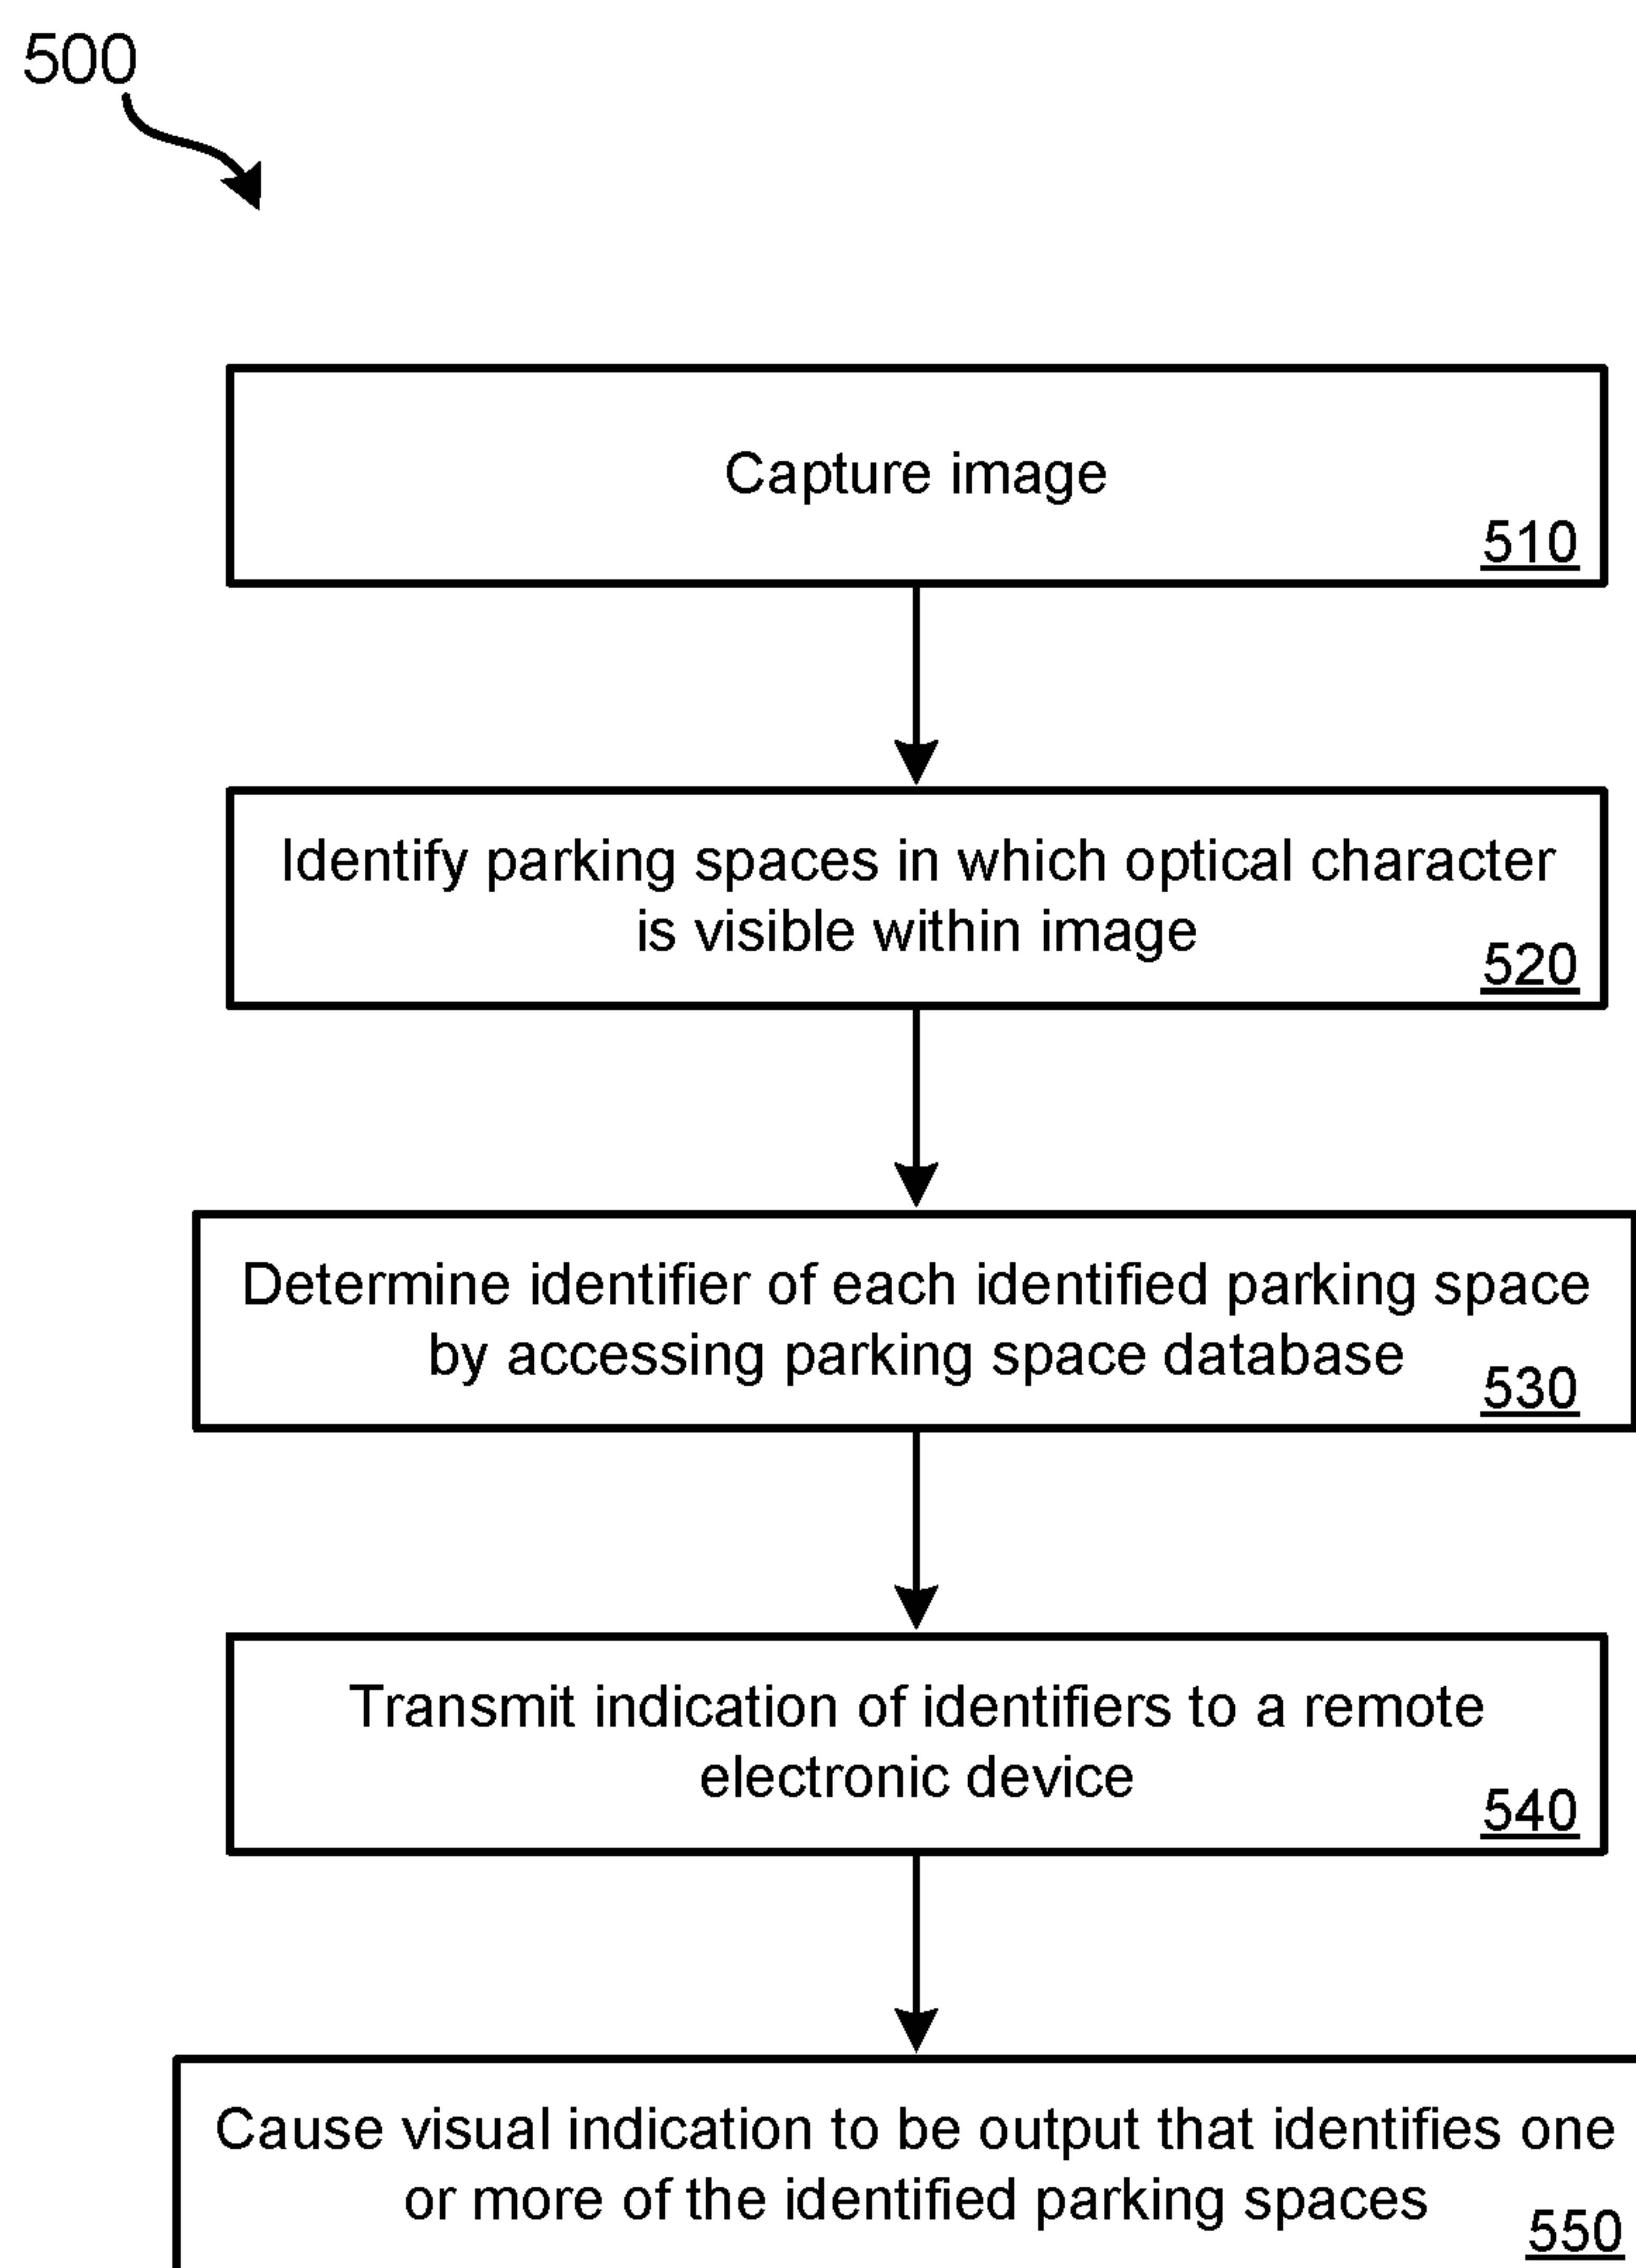 500
Capture image
510
Identify parking spaces in which optical character
is visible within image
520
Determine identifier of each identified parking space
by accessing parking space database
530
Transmit indication of identifiers to a remote
electronic device
540
Cause visual indication to be output that identifies one
or more of the identified parking spaces
550